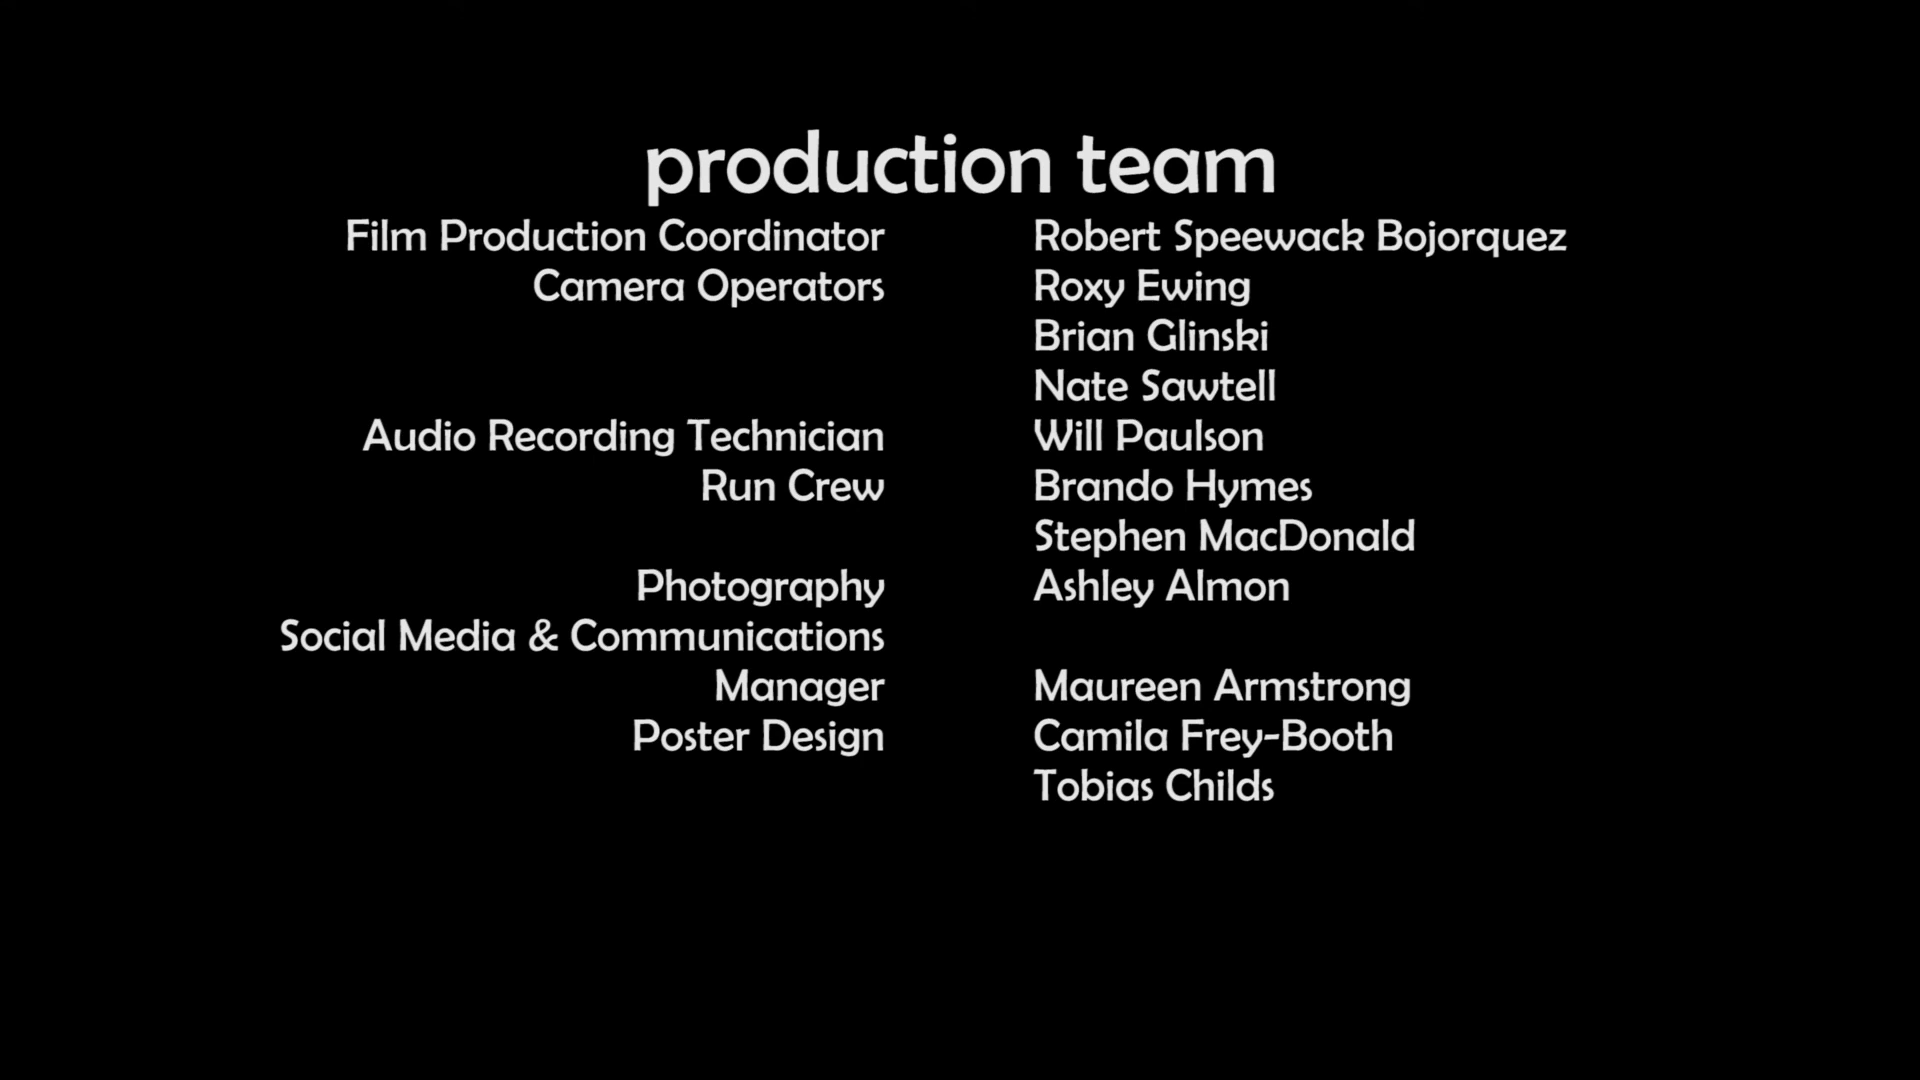 production team
Film Production Coordinator Robert Speewack Bojorquez
Camera Operators Roxy Ewing
Brian Glinski
Nate Sawtell
Audio Recording Technician Will Paulson
Run Crew Brando Hymes
Stephen MacDonald
Photography Ashley Almon
Social Media & Communications
Manager Maureen Armstrong
Poster Design Camila Frey-Booth
Tobias Childs